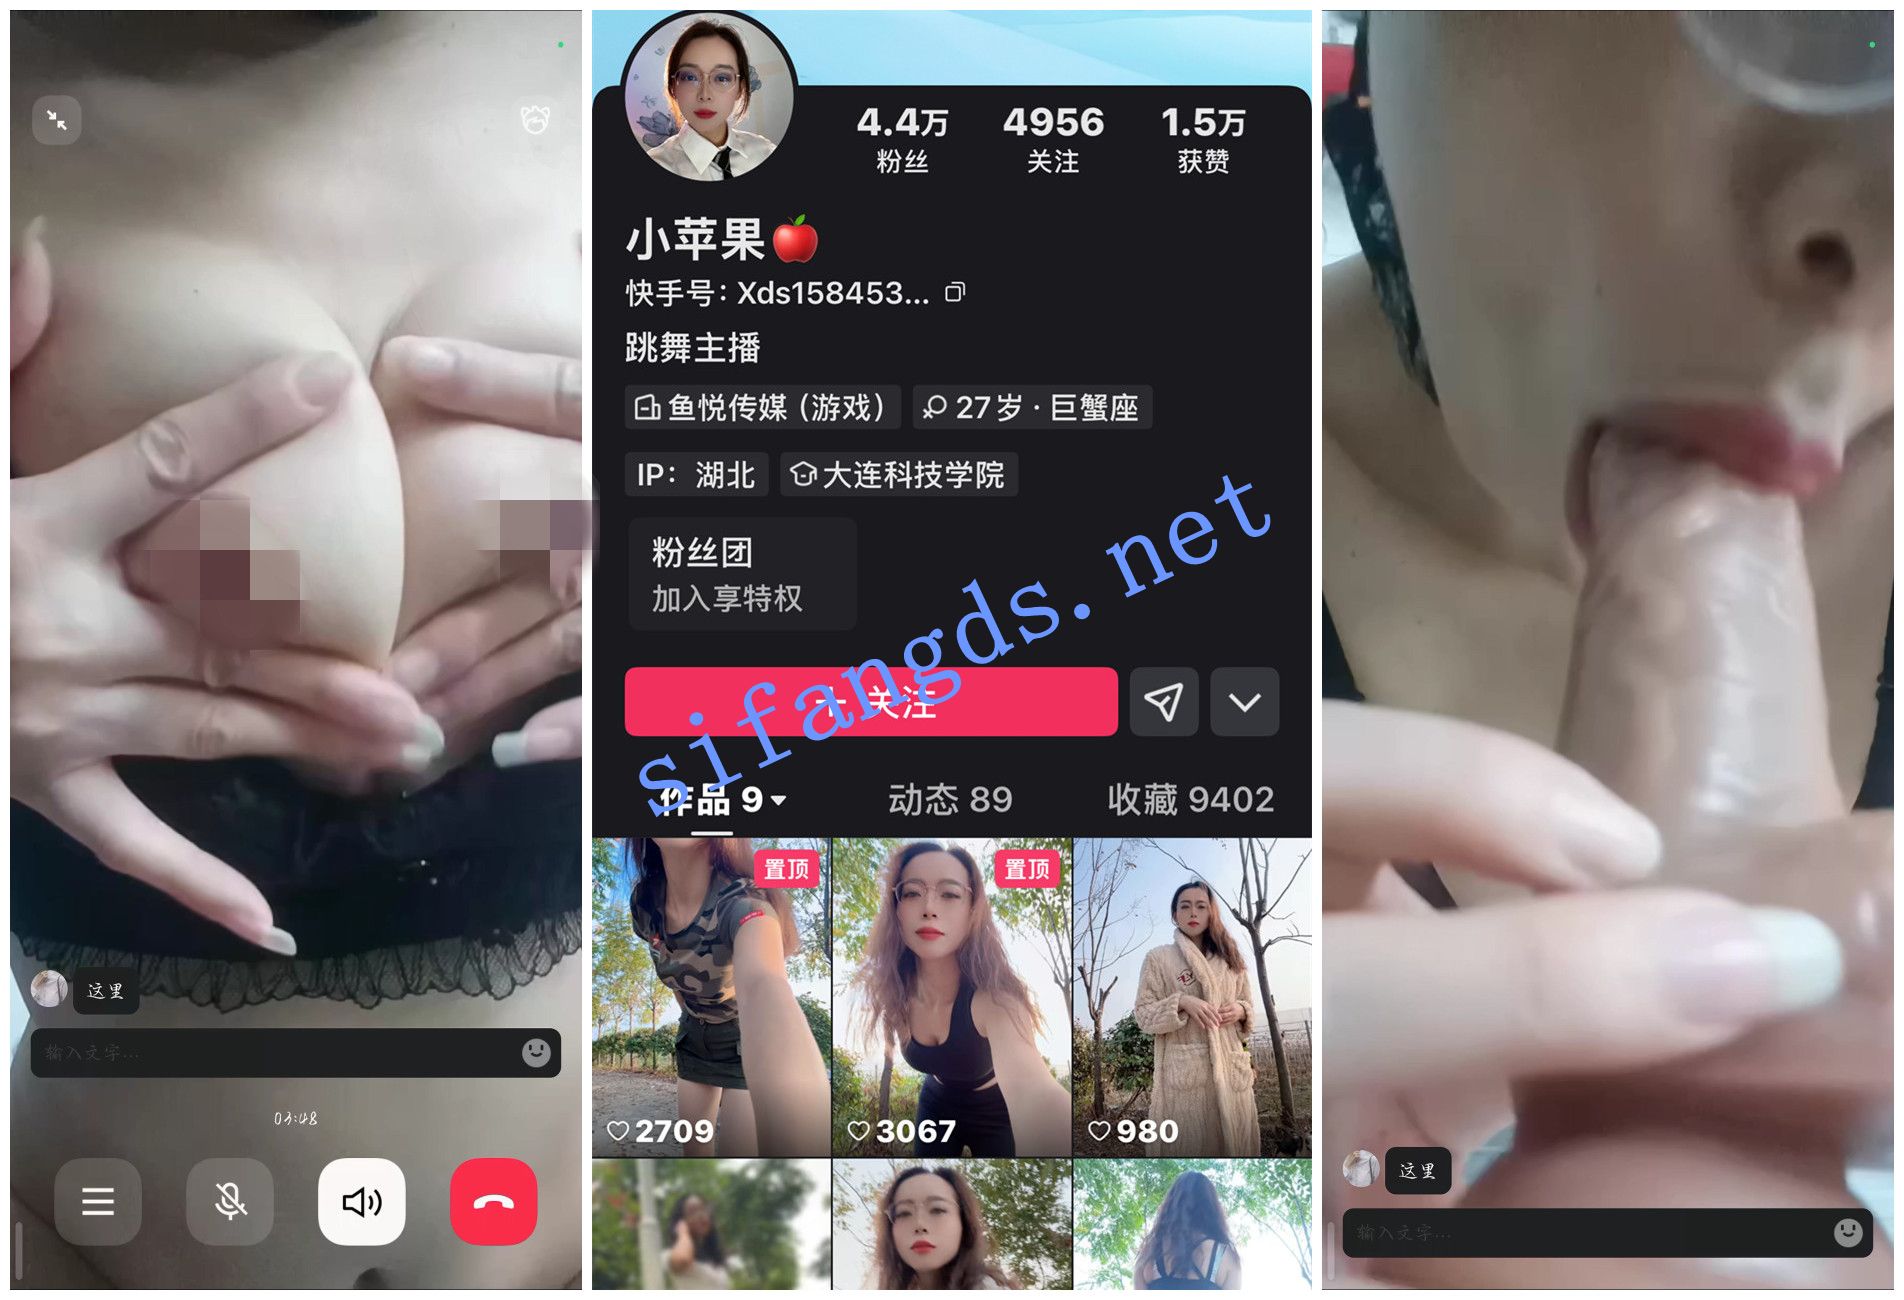 4.4万
4956
1.5万
粉丝
关注
获赞
小苹果🍎
快手号: Xds158453...
跳舞主播
鱼悦传媒 (游戏)
27岁 · 巨蟹座
IP: 湖北
大连科技学院
粉丝团
加入享特权
+ 关注
sifangds.net
作品 9
动态 89
收藏 9402
置顶
置顶
2709
3067
980
这里
输入文字...
03:48
这里
输入文字...